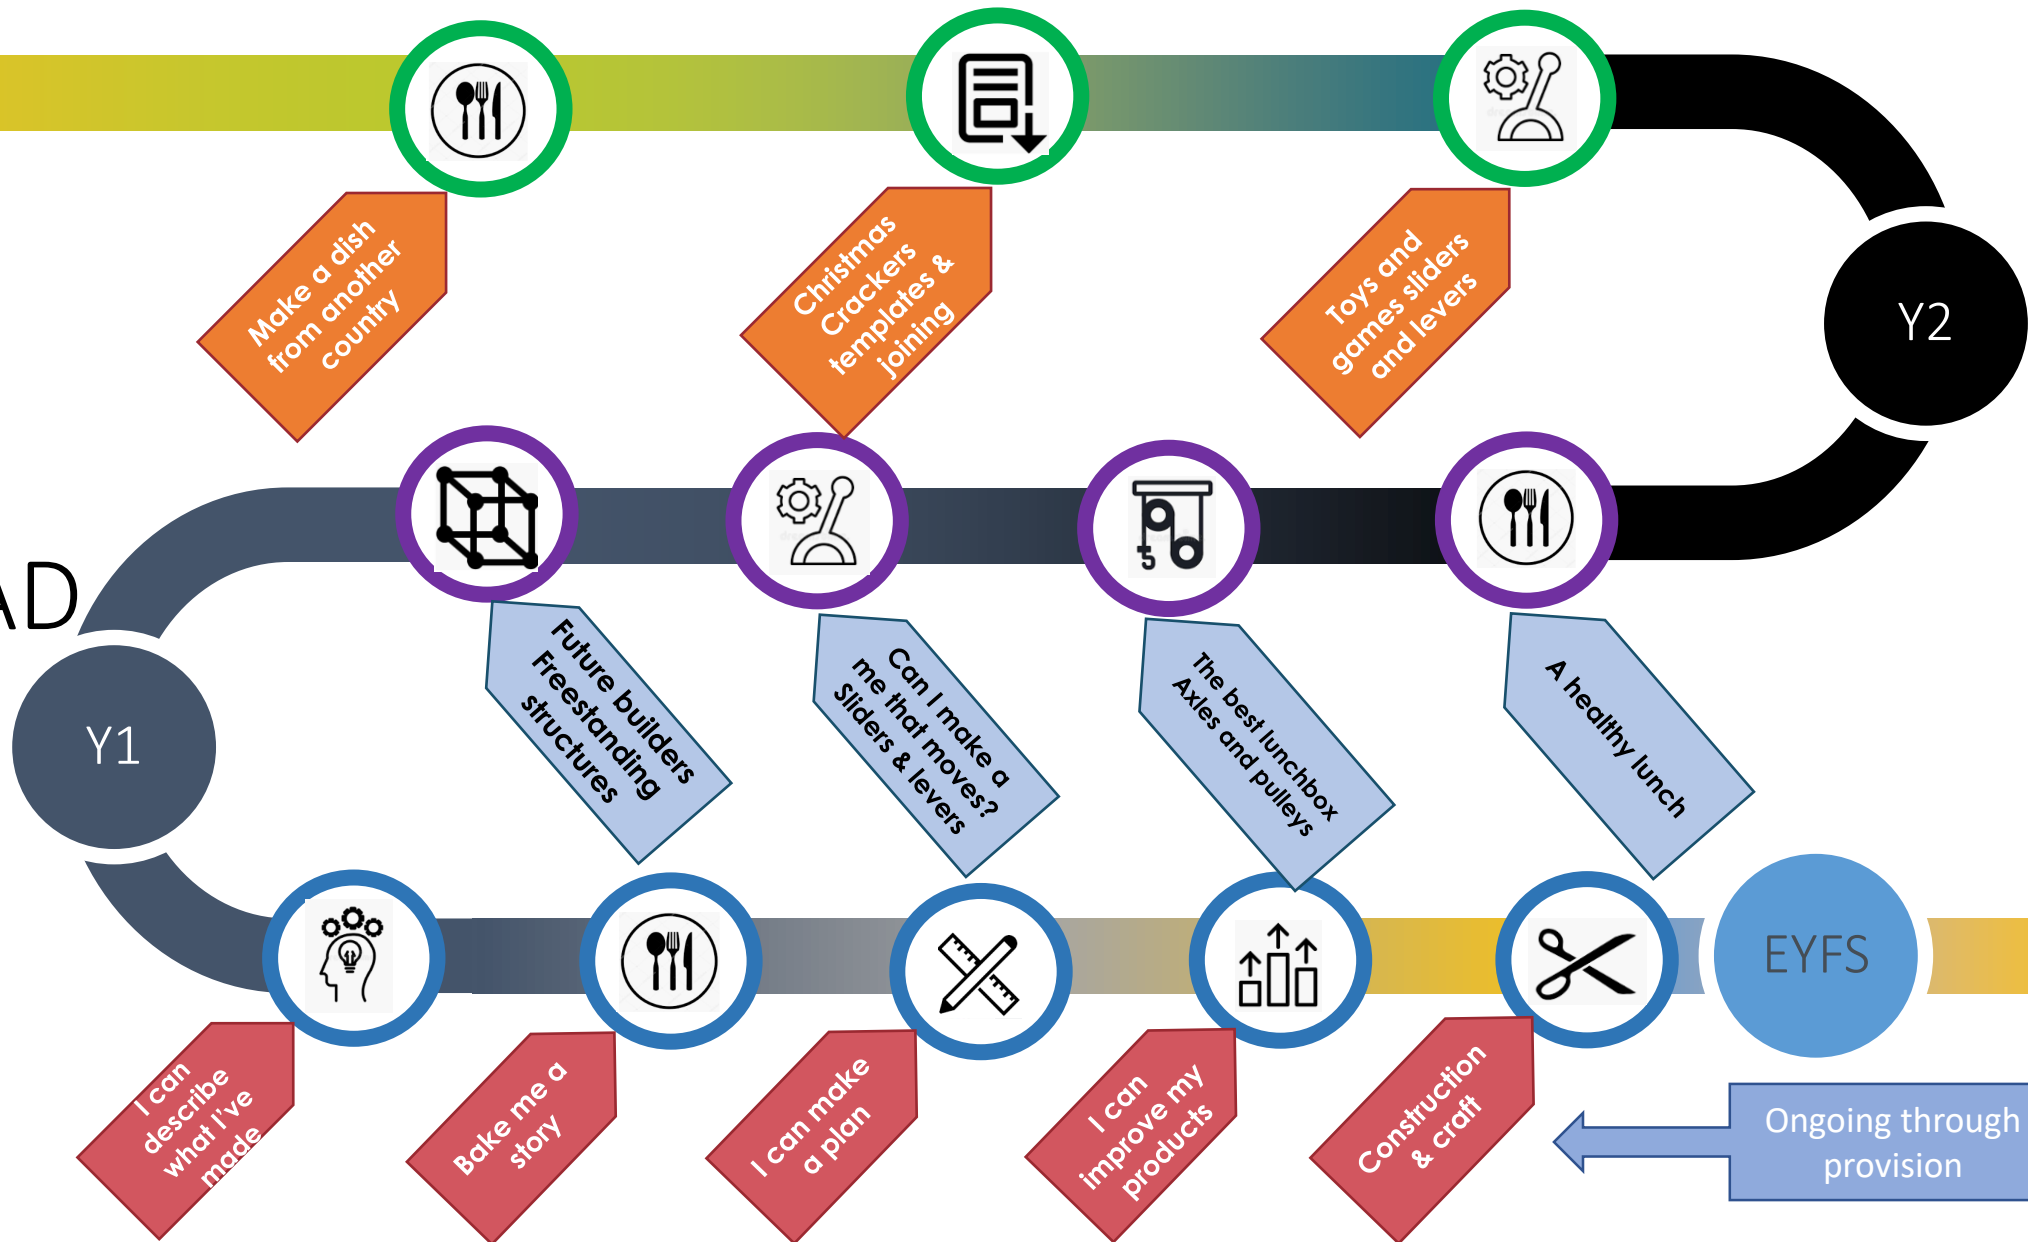 Make a dish
from another
country
Christmas
Crackers
templates &
joining
Toys and
games sliders
and levers
Y2
AD
Y1
Future builders
Freestanding
structures
Can I make a
me that moves?
Sliders & levers
The best lunchbox
Axles and pulleys
A healthy lunch
EYFS
I can
describe
what I've
made
Bake me a
story
I can make
a plan
I can
improve my
products
Construction
& craft
Ongoing through
provision